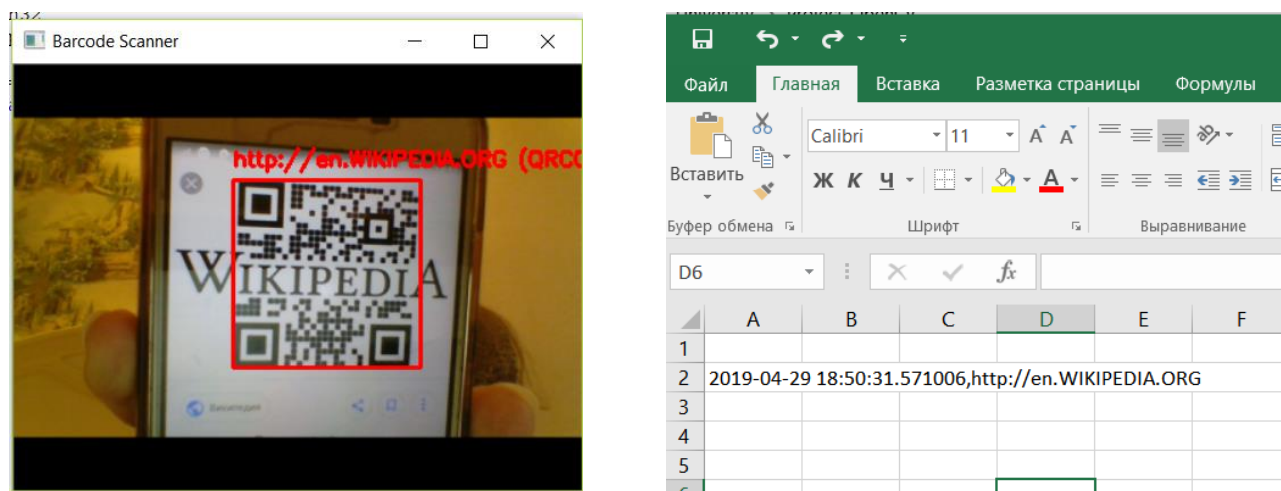 Barcode Scanner
http://en.WIKIPEDIA.ORG (QRCO
WIKIPEDIA
Википедия
Файл Главная Вставка Разметка страницы Формулы
Calibri 11 A A
Вставить
Ж К Ч A
Буфер обмена Шрифт Выравнивание
D6 fx
A B C D E F
1
2 2019-04-29 18:50:31.571006,http://en.WIKIPEDIA.ORG
3
4
5